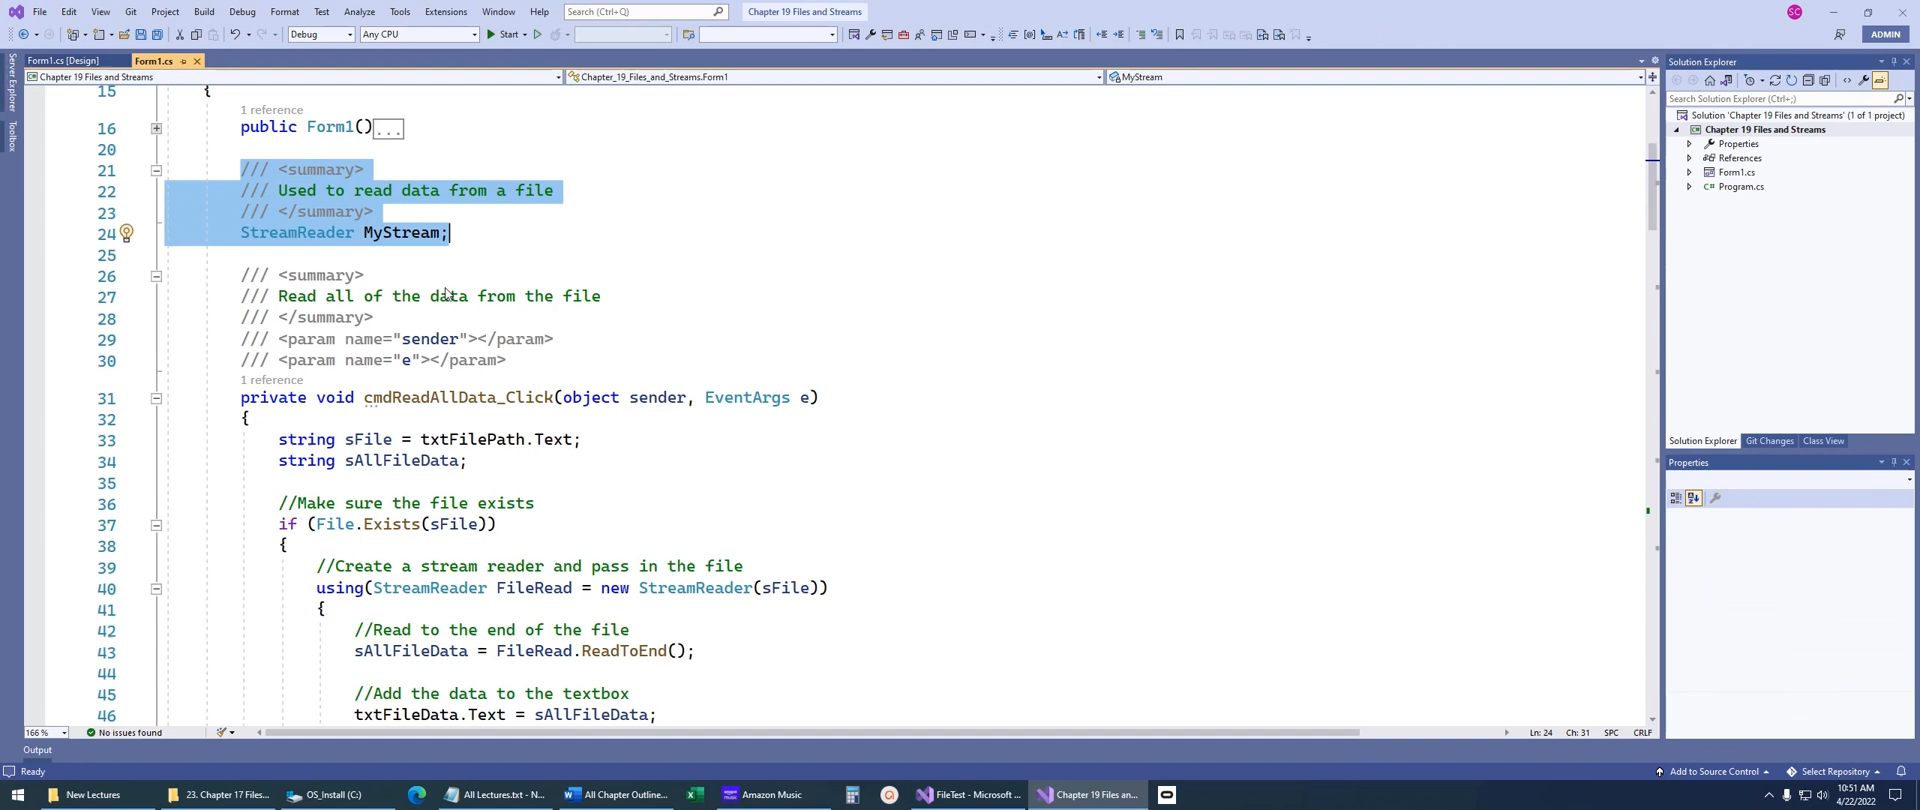 File Edit View Git Project Build Debug Format Test Analyze Tools Extensions Window Help Search (Ctrl+Q) Chapter 19 Files and Streams SC
Debug Any CPU Start ADMIN
Form1.cs [Design] Form1.cs
Chapter 19 Files and Streams Chapter_19_Files_and_Streams.Form1 MyStream
Server Explorer
Toolbox
15 {
1 reference
16 public Form1()...
20
21 /// <summary>
22 /// Used to read data from a file
23 /// </summary>
24 StreamReader MyStream;
25
26 /// <summary>
27 /// Read all of the data from the file
28 /// </summary>
29 /// <param name="sender"></param>
30 /// <param name="e"></param>
1 reference
31 private void cmdReadAllData_Click(object sender, EventArgs e)
32 {
33 string sFile = txtFilePath.Text;
34 string sAllFileData;
35
36 //Make sure the file exists
37 if (File.Exists(sFile))
38 {
39 //Create a stream reader and pass in the file
40 using(StreamReader FileRead = new StreamReader(sFile))
41 {
42 //Read to the end of the file
43 sAllFileData = FileRead.ReadToEnd();
44
45 //Add the data to the textbox
46 txtFileData.Text = sAllFileData;
166 % No issues found Ln: 24 Ch: 31 SPC CRLF
Output
Solution Explorer
Search Solution Explorer (Ctrl+;)
Solution 'Chapter 19 Files and Streams' (1 of 1 project)
Chapter 19 Files and Streams
Properties
References
Form1.cs
C# Program.cs
Solution Explorer Git Changes Class View
Properties
Ready Add to Source Control Select Repository
New Lectures 23. Chapter 17 Files... OS_Install (C:) All Lectures.txt - N... All Chapter Outline... Amazon Music FileTest - Microsoft ... Chapter 19 Files an...
10:51 AM
4/22/2022